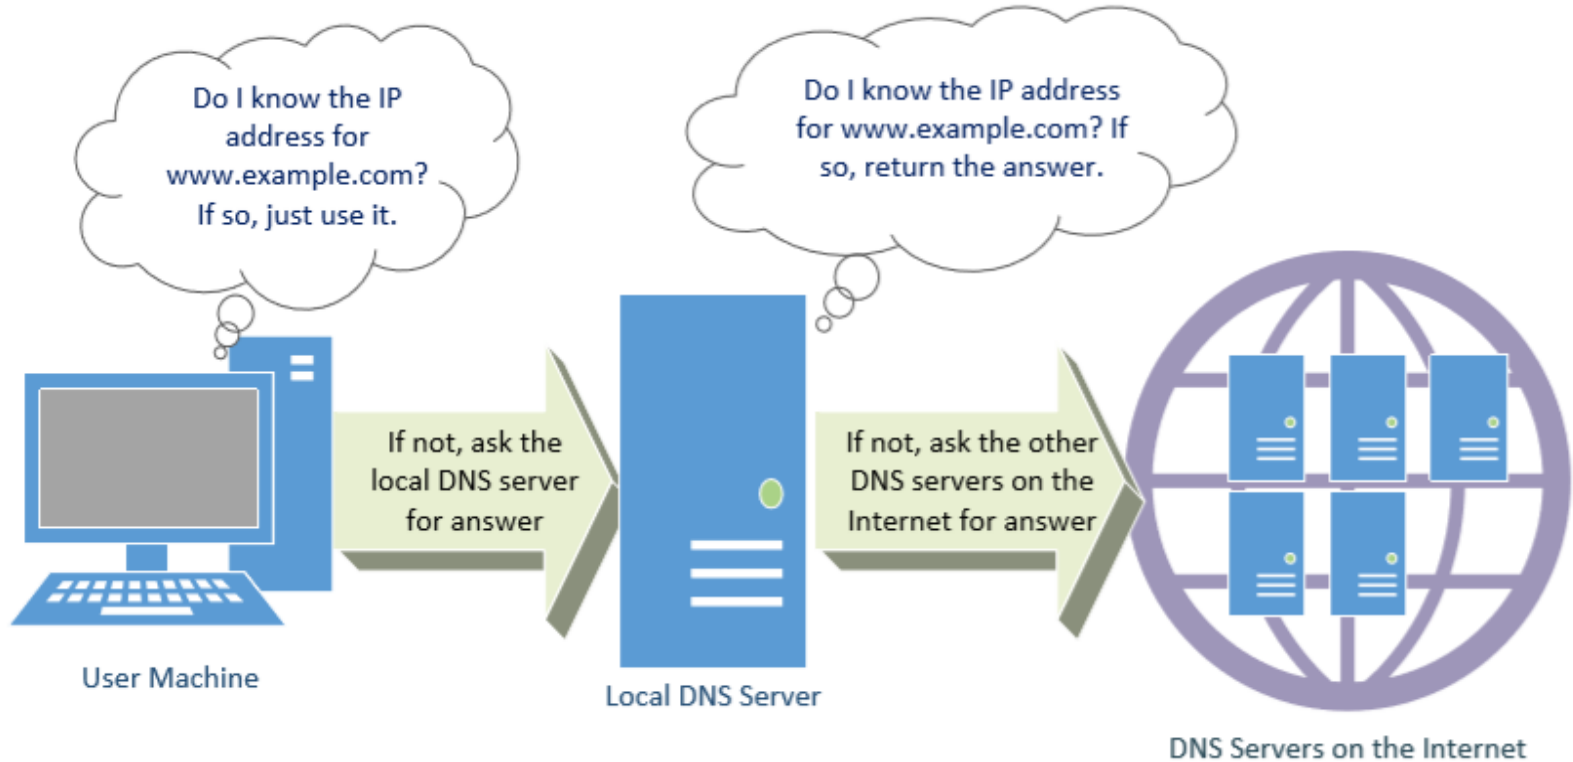 Do I know the IP
address for
www.example.com?
If so, just use it.
Do I know the IP address
for www.example.com? If
so, return the answer.
If not, ask the
local DNS server
for answer
If not, ask the other
DNS servers on the
Internet for answer
User Machine
Local DNS Server
DNS Servers on the Internet